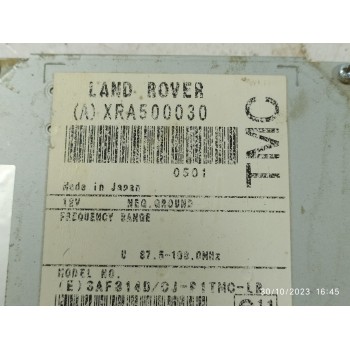 LAND ROVER
(A) XRA500030
0501
TMC
Made in Japan
12V NEG.GROUND
FREQUENCY RANGE
U 87.5-108.0MHz
MODEL NO.
30/10/2023 16:45